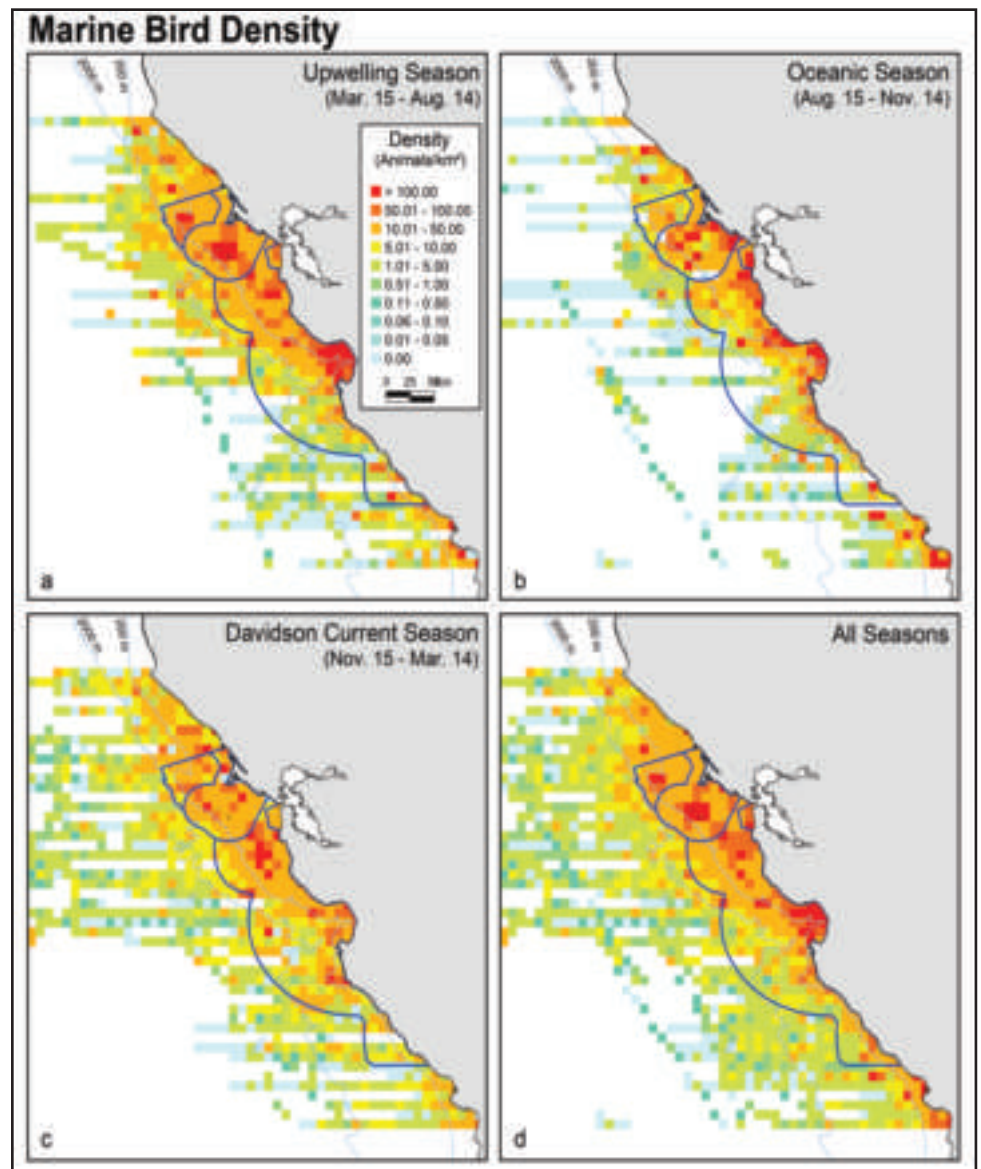 Marine Bird Density
Upwelling Season
(Mar. 15 - Aug. 14)
Density
(Animals/km²)
> 100.00
50.01 - 100.00
10.01 - 50.00
5.01 - 10.00
1.01 - 5.00
0.51 - 1.00
0.11 - 0.50
0.06 - 0.10
0.01 - 0.05
0.00
0 25
a
Oceanic Season
(Aug. 15 - Nov. 14)
b
Davidson Current Season
(Nov. 15 - Mar. 14)
c
All Seasons
d